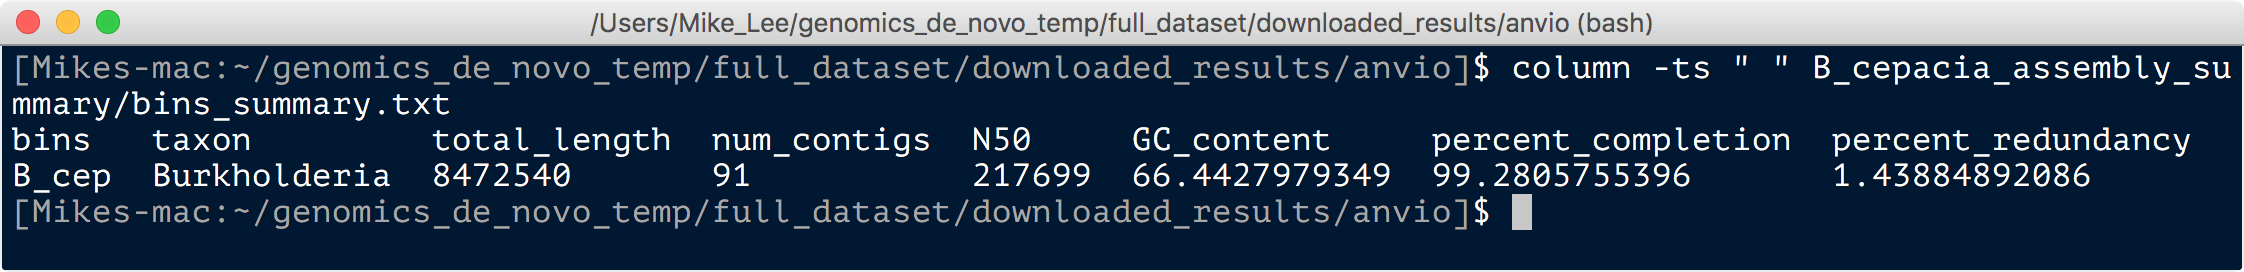 /Users/Mike_Lee/genomics_de_novo_temp/full_dataset/downloaded_results/anvio (bash)
[Mikes-mac:~/genomics_de_novo_temp/full_dataset/downloaded_results/anvio]$ column -ts " " B_cepacia_assembly_su
mmary/bins_summary.txt
bins   taxon         total_length  num_contigs  N50     GC_content     percent_completion  percent_redundancy
B_cep  Burkholderia  8472540       91           217699  66.4427979349  99.2805755396       1.43884892086
[Mikes-mac:~/genomics_de_novo_temp/full_dataset/downloaded_results/anvio]$